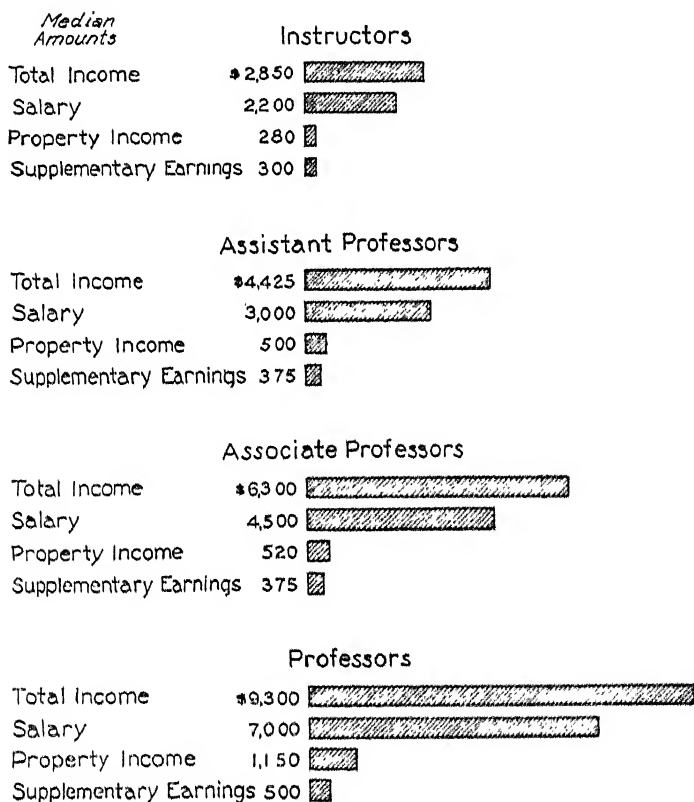 Median
Amounts
Instructors
Total Income $2,850
Salary 2,200
Property Income 280
Supplementary Earnings 300
Assistant Professors
Total Income $4,425
Salary 3,000
Property Income 500
Supplementary Earnings 375
Associate Professors
Total Income $6,300
Salary 4,500
Property Income 520
Supplementary Earnings 375
Professors
Total Income $9,300
Salary 7,000
Property Income 1,150
Supplementary Earnings 500